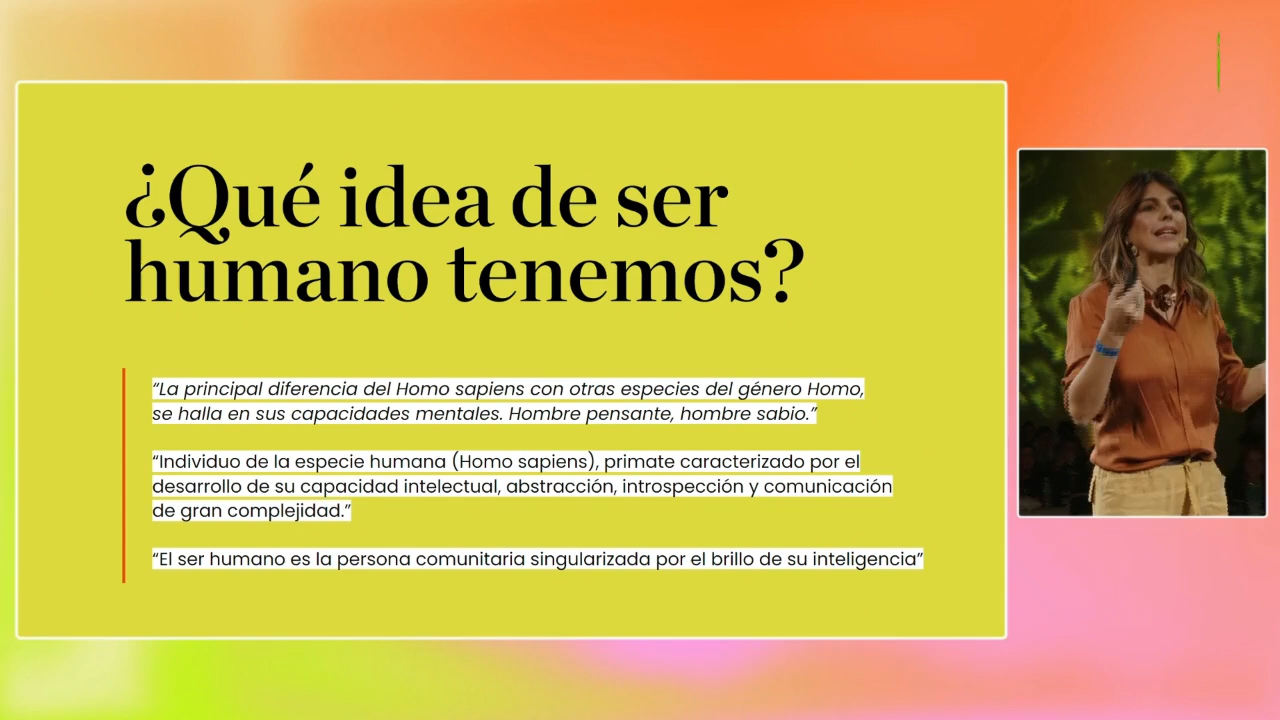 ¿Qué idea de ser
humano tenemos?
“La principal diferencia del Homo sapiens con otras especies del género Homo,
se halla en sus capacidades mentales. Hombre pensante, hombre sabio.”
“Individuo de la especie humana (Homo sapiens), primate caracterizado por el
desarrollo de su capacidad intelectual, abstracción, introspección y comunicación
de gran complejidad.”
“El ser humano es la persona comunitaria singularizada por el brillo de su inteligencia”